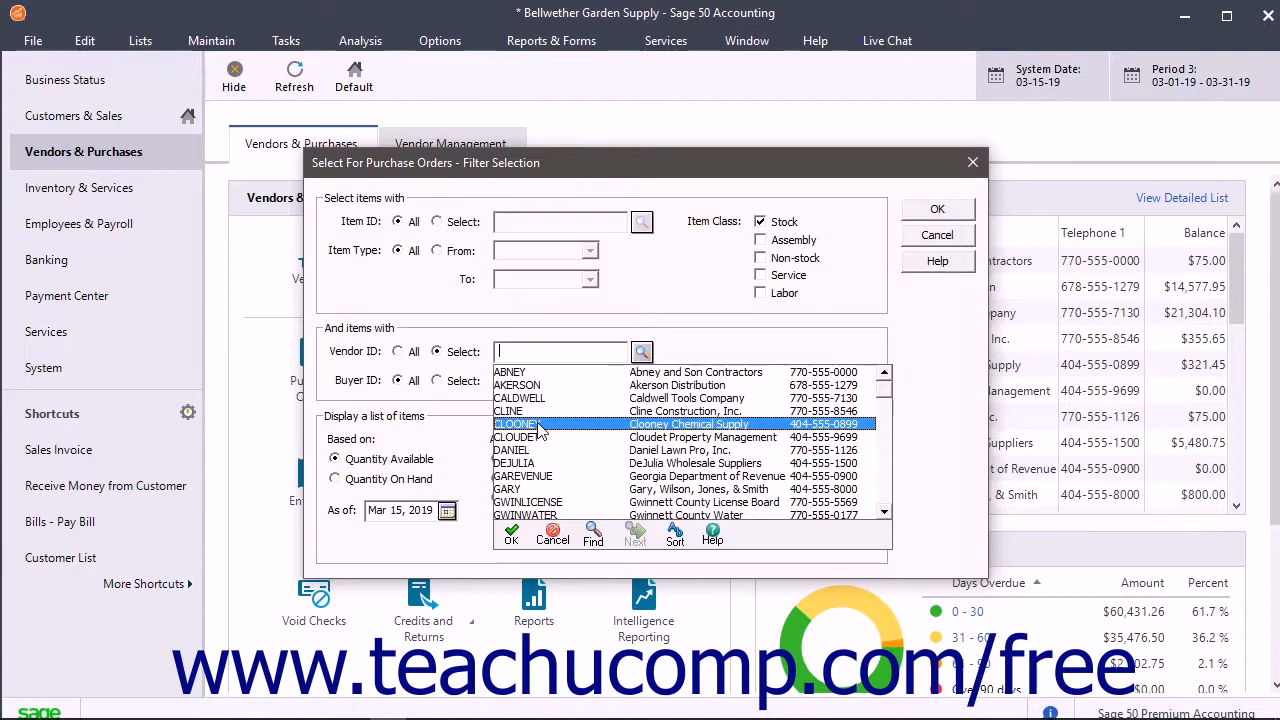 * Bellwether Garden Supply - Sage 50 Accounting
File Edit Lists Maintain Tasks Analysis Options Reports & Forms Services Window Help Live Chat
Business Status
Customers & Sales
Vendors & Purchases
Inventory & Services
Employees & Payroll
Banking
Payment Center
Services
System
Shortcuts
Sales Invoice
Receive Money from Customer
Bills - Pay Bill
Customer List
More Shortcuts
Hide Refresh Default
System Date:
03-15-19
Period 3:
03-01-19 - 03-31-19
Vendors & Purchases Vendor Management
Vendors &
View Detailed List
Select For Purchase Orders - Filter Selection
Select items with
Item ID: All Select:
Item Type: All From:
To:
Item Class: Stock
Assembly
Non-stock
Service
Labor
OK
Cancel
Help
And items with
Vendor ID: All Select:
Buyer ID: All Select:
ABNEY Abney and Son Contractors 770-555-0000
AKERSON Akerson Distribution 678-555-1279
CALDWELL Caldwell Tools Company 770-555-7130
CLINE Cline Construction, Inc. 770-555-8546
CLOONEY Clooney Chemical Supply 404-555-0899
CLOUDET Cloudet Property Management 404-555-9699
DANIEL Daniel Lawn Pro, Inc. 770-555-1126
DEJULIA DeJulia Wholesale Suppliers 404-555-1500
GAREVENUE Georgia Department of Revenue 404-555-0900
GARY Gary, Wilson, Jones, & Smith 404-555-8000
GWINLICENSE Gwinnett County License Board 770-555-5569
GWINWATER Gwinnett County Water 770-555-0177
OK Cancel Find Next Sort Help
Display a list of items
Based on:
Quantity Available
Quantity On Hand
As of: Mar 15, 2019
Telephone 1 Balance
ntractors 770-555-0000 $75.00
n 678-555-1279 $14,577.95
mpany 770-555-7130 $21,304.10
, Inc. 770-555-8546 $355.65
upply 404-555-0899 $321.45
nagement 404-555-9699
Inc. 770-555-1126 $75.00
uppliers 404-555-1500 $5,480.75
t of Revenue 404-555-0900
, & Smith 404-555-8000 $800.00
Void Checks
Credits and
Returns
Reports
Intelligence
Reporting
Days Overdue Amount Percent
0 - 30 $60,431.26 61.7 %
31 - 60 $35,476.50 36.2 %
2.1 %
$0.00 0.0 %
www.teachucomp.com/free
sage
Sage 50 Premium Accounting